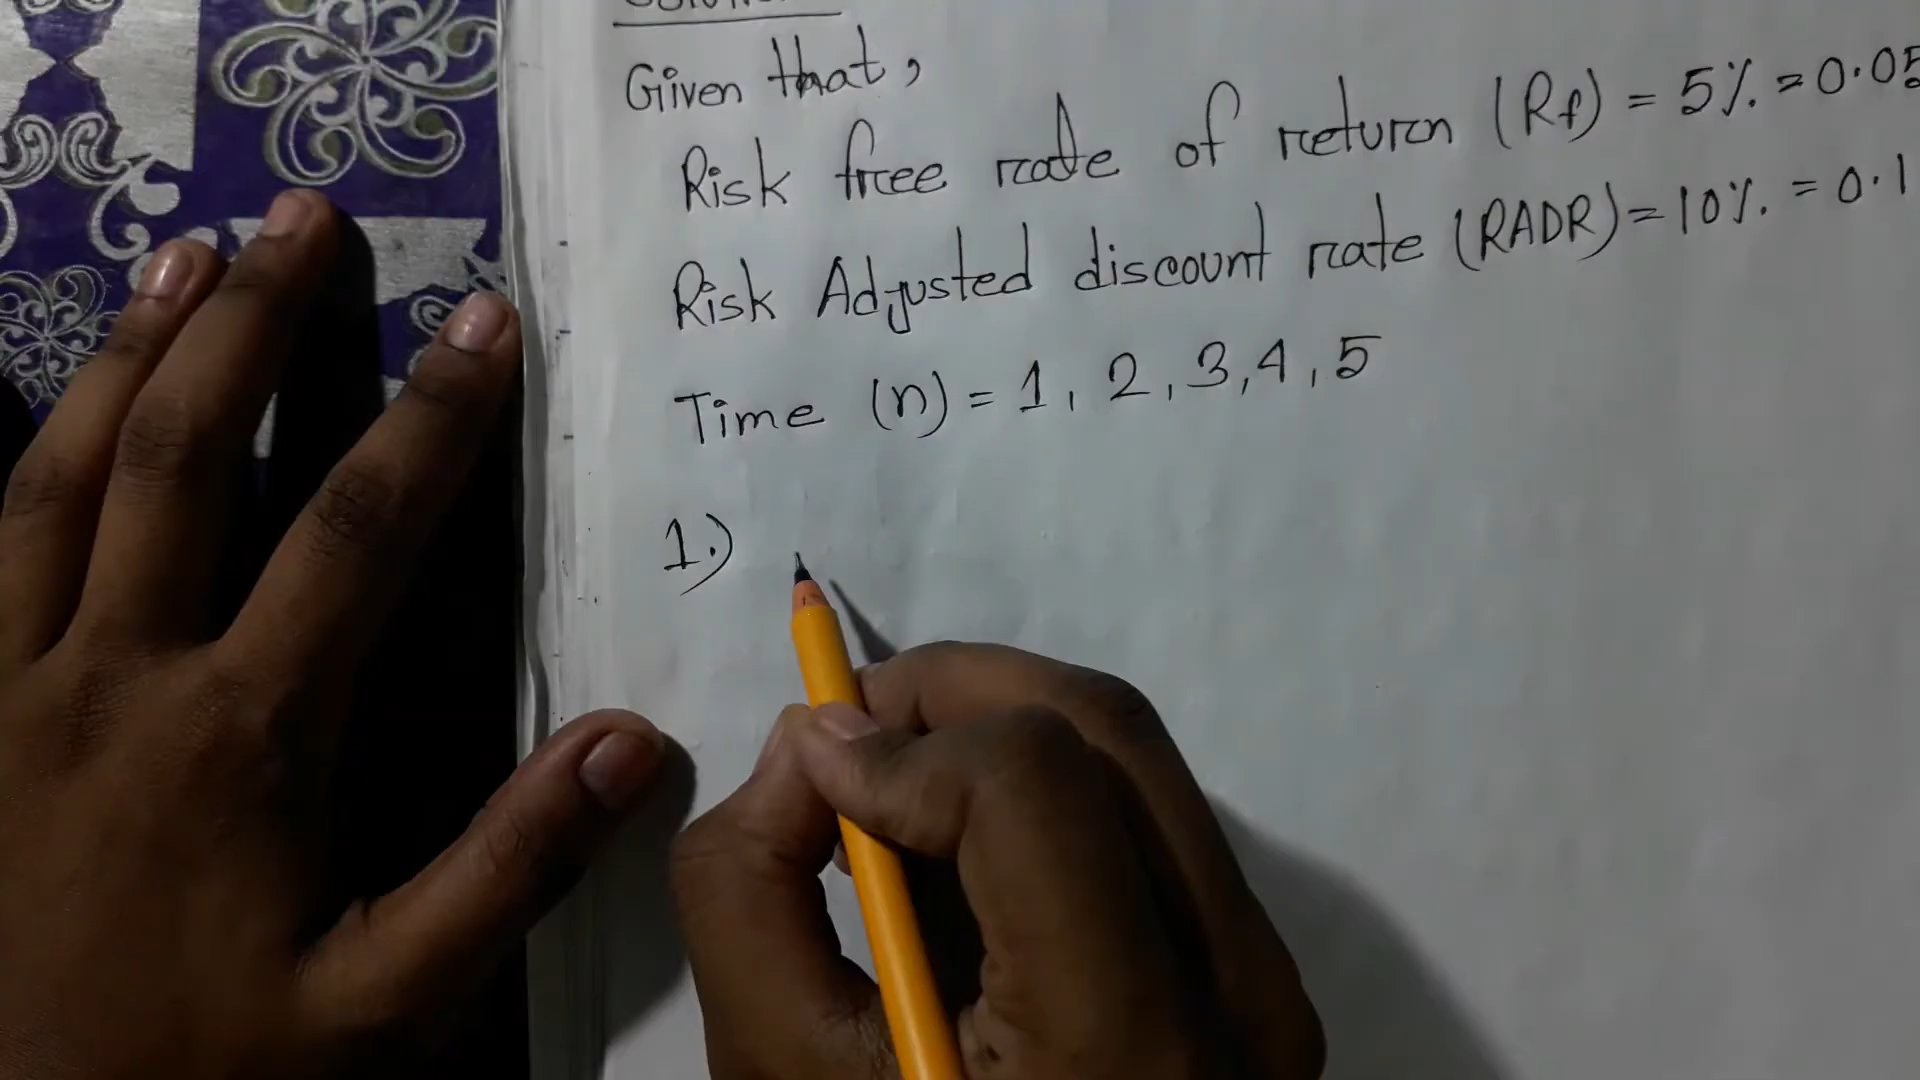 Given that,
Risk free rate of return (Rf) = 5% = 0.05
Risk Adjusted discount rate (RADR) = 10% = 0.1
Time (n) = 1, 2, 3, 4, 5
1.)